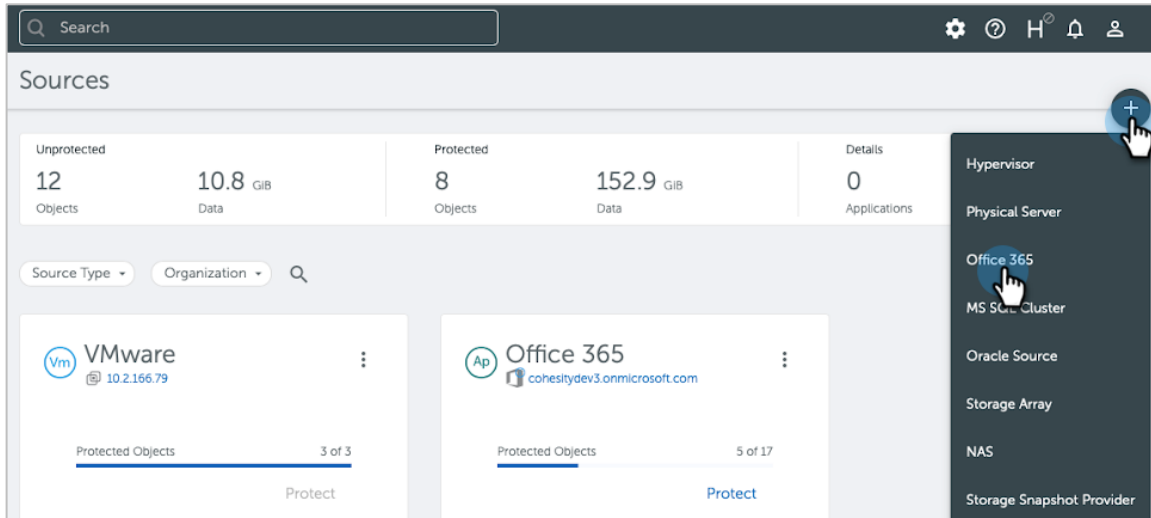 Search
H
Sources
Unprotected
12
Objects
10.8 GiB
Data
Protected
8
Objects
152.9 GiB
Data
Details
0
Applications
Source Type
Organization
Vm
VMware
10.2.166.79
Protected Objects
3 of 3
Protect
Ap
Office 365
cohesitydev3.onmicrosoft.com
Protected Objects
5 of 17
Protect
Hypervisor
Physical Server
Office 365
MS SQL Cluster
Oracle Source
Storage Array
NAS
Storage Snapshot Provider